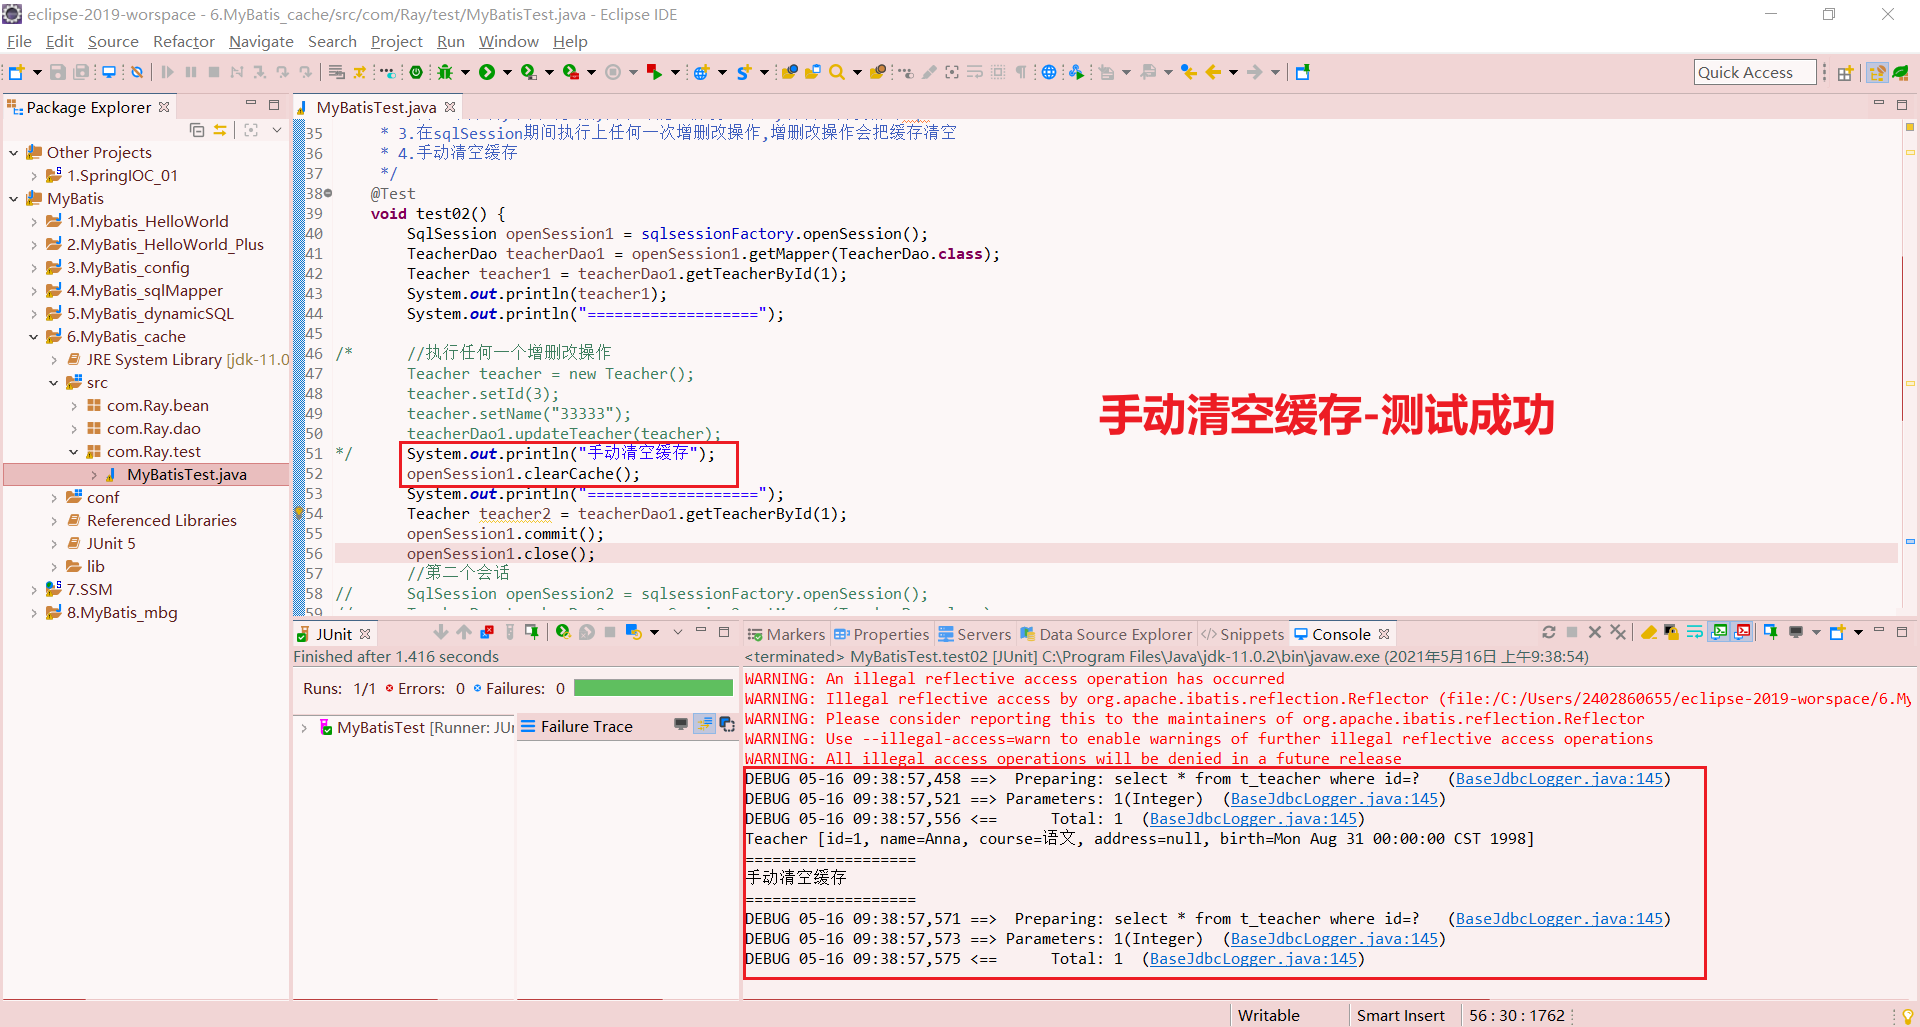 eclipse-2019-worspace - 6.MyBatis_cache/src/com/Ray/test/MyBatisTest.java - Eclipse IDE
File Edit Source Refactor Navigate Search Project Run Window Help
Quick Access
Package Explorer
Other Projects
1.SpringIOC_01
MyBatis
1.Mybatis_HelloWorld
2.MyBatis_HelloWorld_Plus
3.MyBatis_config
4.MyBatis_sqlMapper
5.MyBatis_dynamicSQL
6.MyBatis_cache
JRE System Library [jdk-11.0
src
com.Ray.bean
com.Ray.dao
com.Ray.test
MyBatisTest.java
conf
Referenced Libraries
JUnit 5
lib
7.SSM
8.MyBatis_mbg
MyBatisTest.java
35 * 3.在sqlSession期间执行上任何一次增删改操作,增删改操作会把缓存清空
36 * 4.手动清空缓存
37 */
38 @Test
39 void test02() {
40 SqlSession openSession1 = sqlsessionFactory.openSession();
41 TeacherDao teacherDao1 = openSession1.getMapper(TeacherDao.class);
42 Teacher teacher1 = teacherDao1.getTeacherById(1);
43 System.out.println(teacher1);
44 System.out.println("===================");
45
46 /* //执行任何一个增删改操作
47 Teacher teacher = new Teacher();
48 teacher.setId(3);
49 teacher.setName("33333");
50 teacherDao1.updateTeacher(teacher);
51 */ System.out.println("手动清空缓存");
52 openSession1.clearCache();
53 System.out.println("===================");
54 Teacher teacher2 = teacherDao1.getTeacherById(1);
55 openSession1.commit();
56 openSession1.close();
57 //第二个会话
58 // SqlSession openSession2 = sqlsessionFactory.openSession();
手动清空缓存-测试成功
JUnit
Finished after 1.416 seconds
Runs: 1/1 Errors: 0 Failures: 0
MyBatisTest [Runner: JUn
Failure Trace
Markers Properties Servers Data Source Explorer Snippets Console
<terminated> MyBatisTest.test02 [JUnit] C:\Program Files\Java\jdk-11.0.2\bin\javaw.exe (2021年5月16日 上午9:38:54)
WARNING: An illegal reflective access operation has occurred
WARNING: Illegal reflective access by org.apache.ibatis.reflection.Reflector (file:/C:/Users/2402860655/eclipse-2019-worspace/6.My
WARNING: Please consider reporting this to the maintainers of org.apache.ibatis.reflection.Reflector
WARNING: Use --illegal-access=warn to enable warnings of further illegal reflective access operations
WARNING: All illegal access operations will be denied in a future release
DEBUG 05-16 09:38:57,458 ==>  Preparing: select * from t_teacher where id=?   (BaseJdbcLogger.java:145)
DEBUG 05-16 09:38:57,521 ==> Parameters: 1(Integer)  (BaseJdbcLogger.java:145)
DEBUG 05-16 09:38:57,556 <==      Total: 1  (BaseJdbcLogger.java:145)
Teacher [id=1, name=Anna, course=语文, address=null, birth=Mon Aug 31 00:00:00 CST 1998]
===================
手动清空缓存
===================
DEBUG 05-16 09:38:57,571 ==>  Preparing: select * from t_teacher where id=?   (BaseJdbcLogger.java:145)
DEBUG 05-16 09:38:57,573 ==> Parameters: 1(Integer)  (BaseJdbcLogger.java:145)
DEBUG 05-16 09:38:57,575 <==      Total: 1  (BaseJdbcLogger.java:145)
Writable Smart Insert 56 : 30 : 1762